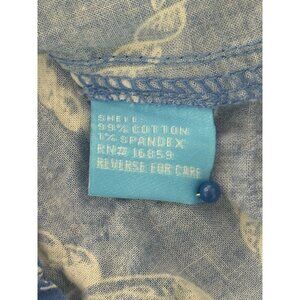 SHELL
99% COTTON
1% SPANDEX
RN# 16859
REVERSE FOR CARE